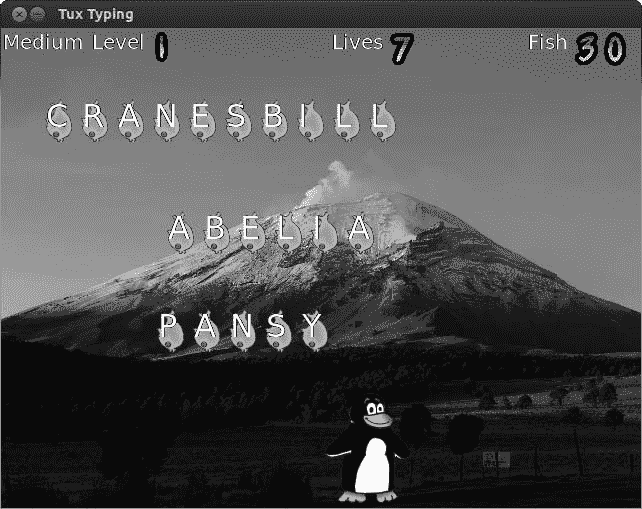 Tux Typing
Medium Level 1 Lives 7 Fish 30
CRANESBILL
ABELIA
PANSY